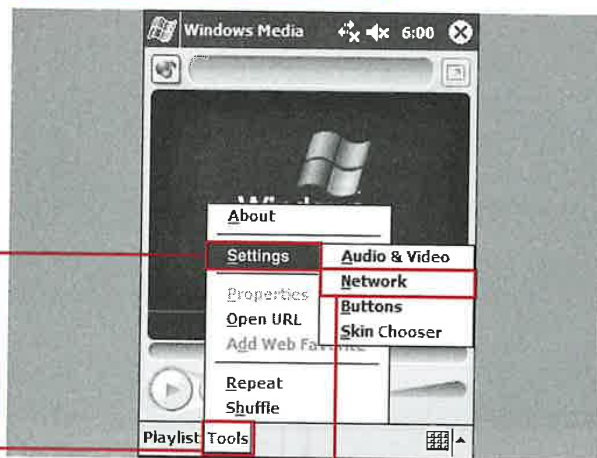 Windows Media 6:00
About
Settings
Audio & Video
Network
Properties
Buttons
Open URL
Skin Chooser
Add Web Favorite
Repeat
Shuffle
Playlist Tools